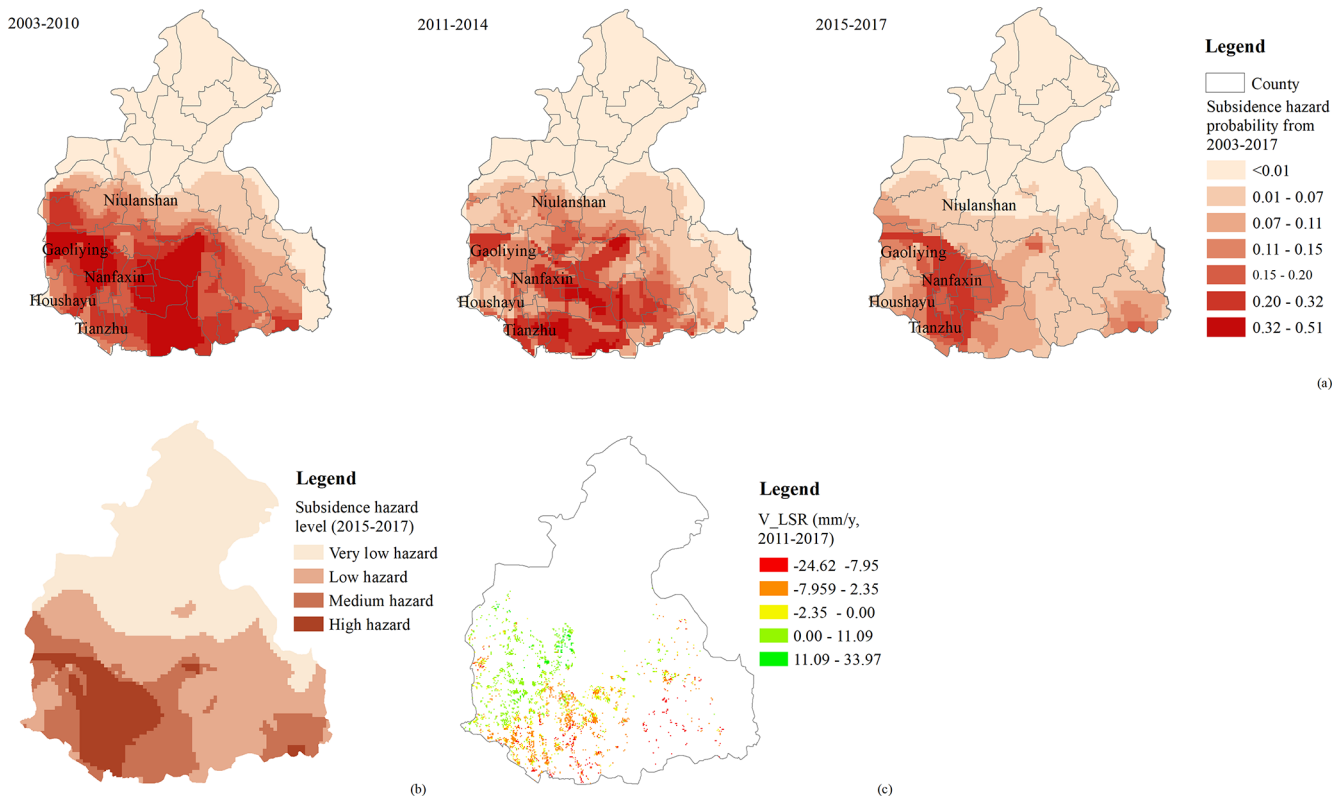 2003-2010
2011-2014
2015-2017
Niulanshan
Gaoliying
Nanfaxin
Houshayu
Tianzhu
Niulanshan
Gaoliying
Nanfaxin
Houshayu
Tianzhu
Niulanshan
Gaoliying
Nanfaxin
Houshayu
Tianzhu
Legend
County
Subsidence hazard
probability from
2003-2017
<0.01
0.01 - 0.07
0.07 - 0.11
0.11 - 0.15
0.15 - 0.20
0.20 - 0.32
0.32 - 0.51
(a)
Legend
Subsidence hazard
level (2015-2017)
Very low hazard
Low hazard
Medium hazard
High hazard
(b)
Legend
V_LSR (mm/y,
2011-2017)
-24.62 -7.95
-7.959 - 2.35
-2.35 - 0.00
0.00 - 11.09
11.09 - 33.97
(c)